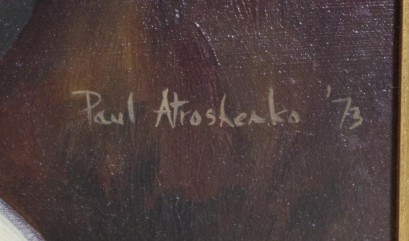 Paul Atroshenko '73